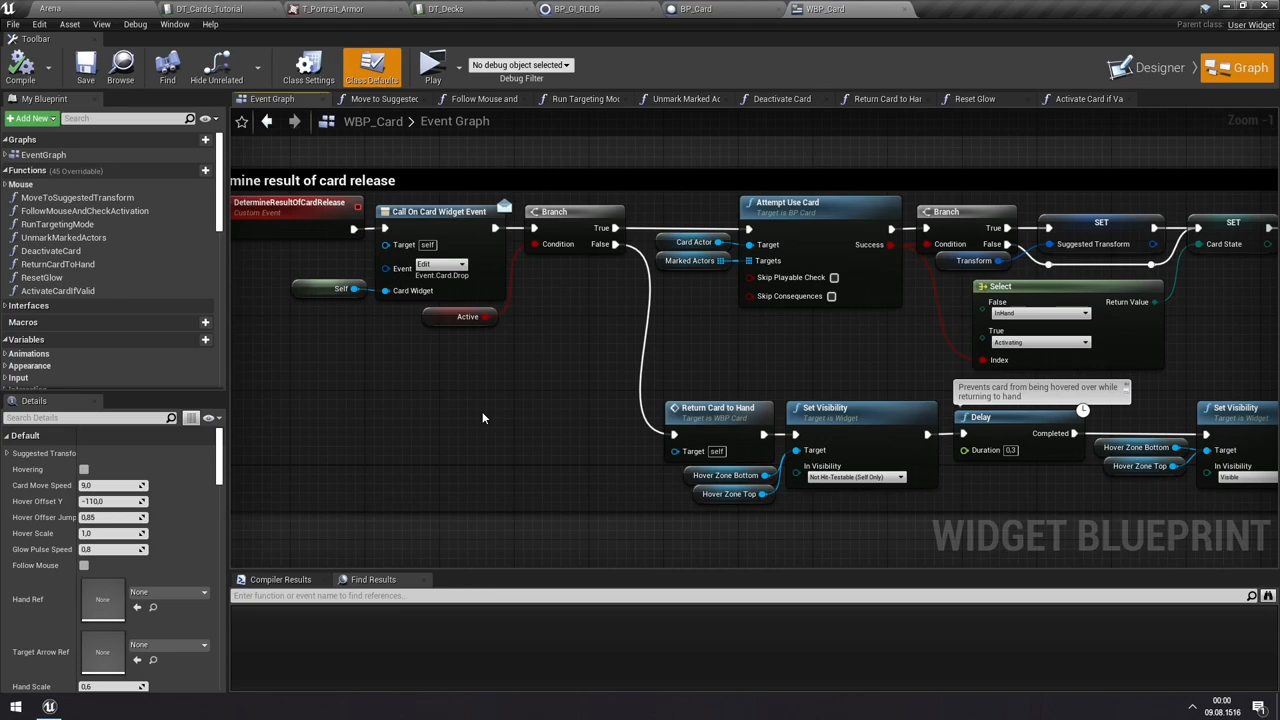 Arena
DT_Cards_Tutorial
T_Portrait_Armor
DT_Decks
BP_GI_RLDB
BP_Card
WBP_Card
File
Edit
Asset
View
Debug
Window
Help
Parent class:
User Widget
Toolbar
Compile
Save
Browse
Find
Hide Unrelated
Class Settings
Class Defaults
Play
No debug object selected
Debug Filter
Designer
Graph
My Blueprint
Event Graph
Move to Suggested
Follow Mouse and
Run Targeting Mo
Unmark Marked Ac
Deactivate Card
Return Card to Har
Reset Glow
Activate Card if Va
Add New
Search
WBP_Card > Event Graph
Zoom -1
Graphs
EventGraph
Functions (45 Overridable)
Mouse
MoveToSuggestedTransform
FollowMouseAndCheckActivation
RunTargetingMode
UnmarkMarkedActors
DeactivateCard
ReturnCardToHand
ResetGlow
ActivateCardIfValid
Interfaces
Macros
Variables
Animations
Appearance
Input
mine result of card release
DetermineResultOfCardRelease
Custom Event
Call On Card Widget Event
Target self
Event Edit
Event.Card.Drop
Card Widget
Self
Active
Branch
Condition
True
False
Card Actor
Marked Actors
Attempt Use Card
Target is BP Card
Target
Success
Targets
Skip Playable Check
Skip Consequences
Branch
True
Condition False
Transform
SET
Suggested Transform
SET
Card State
Select
False
InHand
Return Value
True
Activating
Index
Prevents card from being hovered over while
returning to hand
Return Card to Hand
Target is WBP Card
Target self
Hover Zone Bottom
Hover Zone Top
Set Visibility
Target is Widget
Target
In Visibility
Not Hit-Testable (Self Only)
Delay
Completed
Duration 0,3
Hover Zone Bottom
Hover Zone Top
Set Visibility
Target is Widget
Target
In Visibility
Visible
WIDGET BLUEPRINT
Details
Search Details
Default
Suggested Transfo
Hovering
Card Move Speed 9,0
Hover Offset Y -110,0
Hover Offser Jump 0,85
Hover Scale 1,0
Glow Pulse Speed 0,8
Follow Mouse
Hand Ref
None
None
Target Arrow Ref
None
None
Hand Scale 0,6
Compiler Results
Find Results
Enter function or event name to find references...
00:00
09.08.1516
1